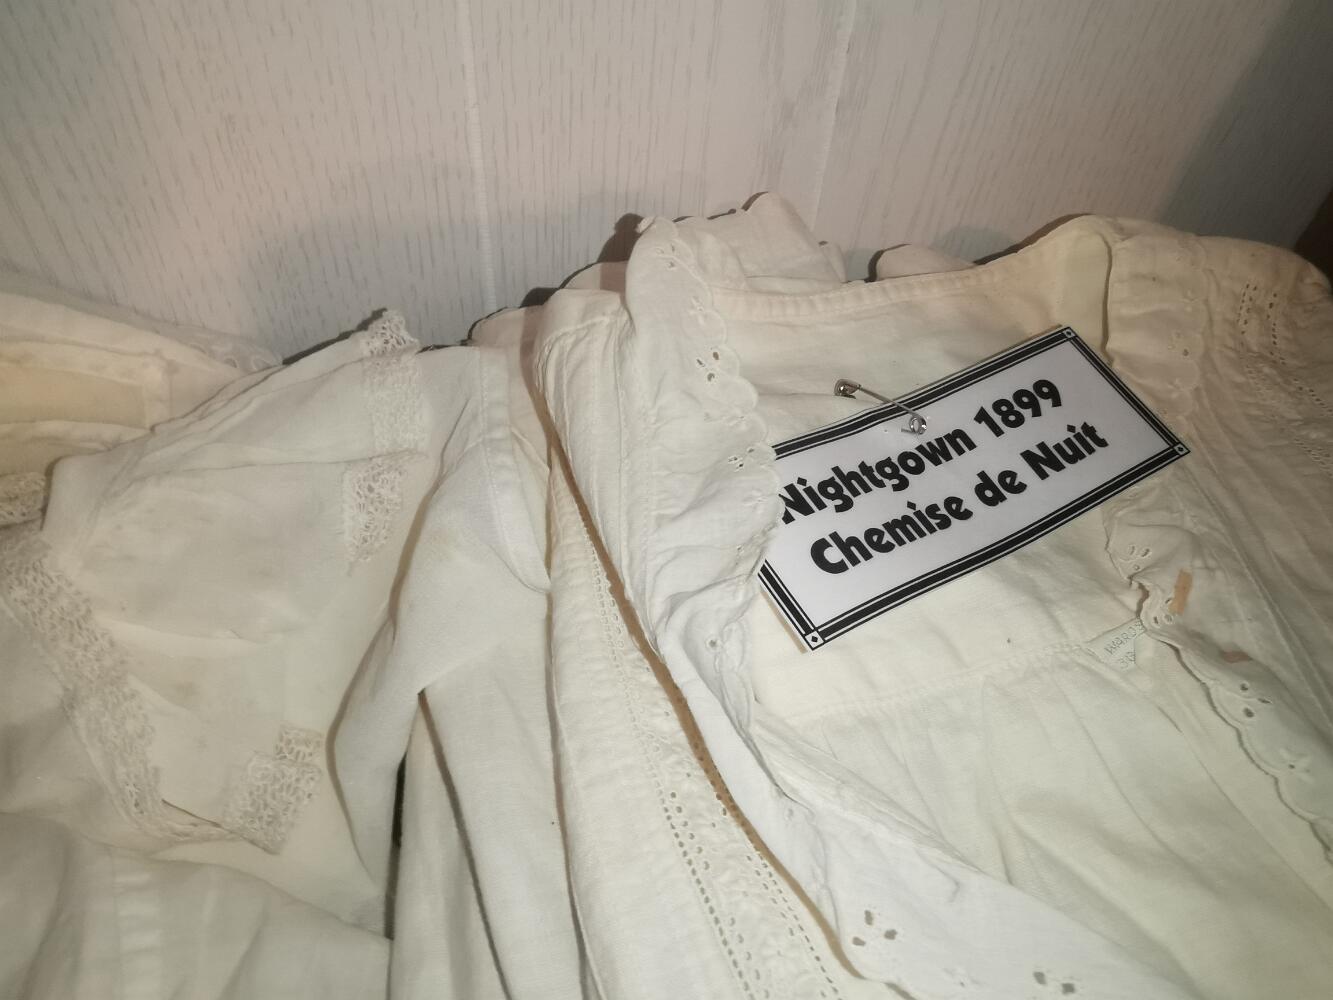 Nightgown 1899
Chemise de Nuit